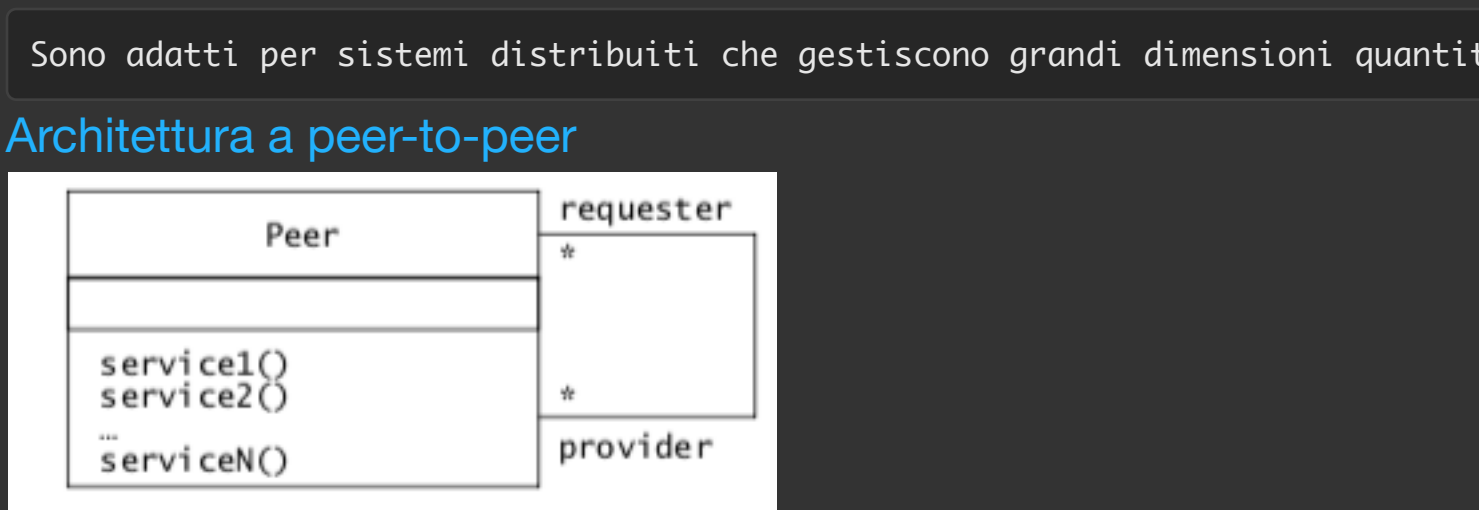 Sono adatti per sistemi distribuiti che gestiscono grandi dimensioni
Architettura a peer-to-peer
Peer
requester
*
service1()
service2()
*
...
serviceN()
provider